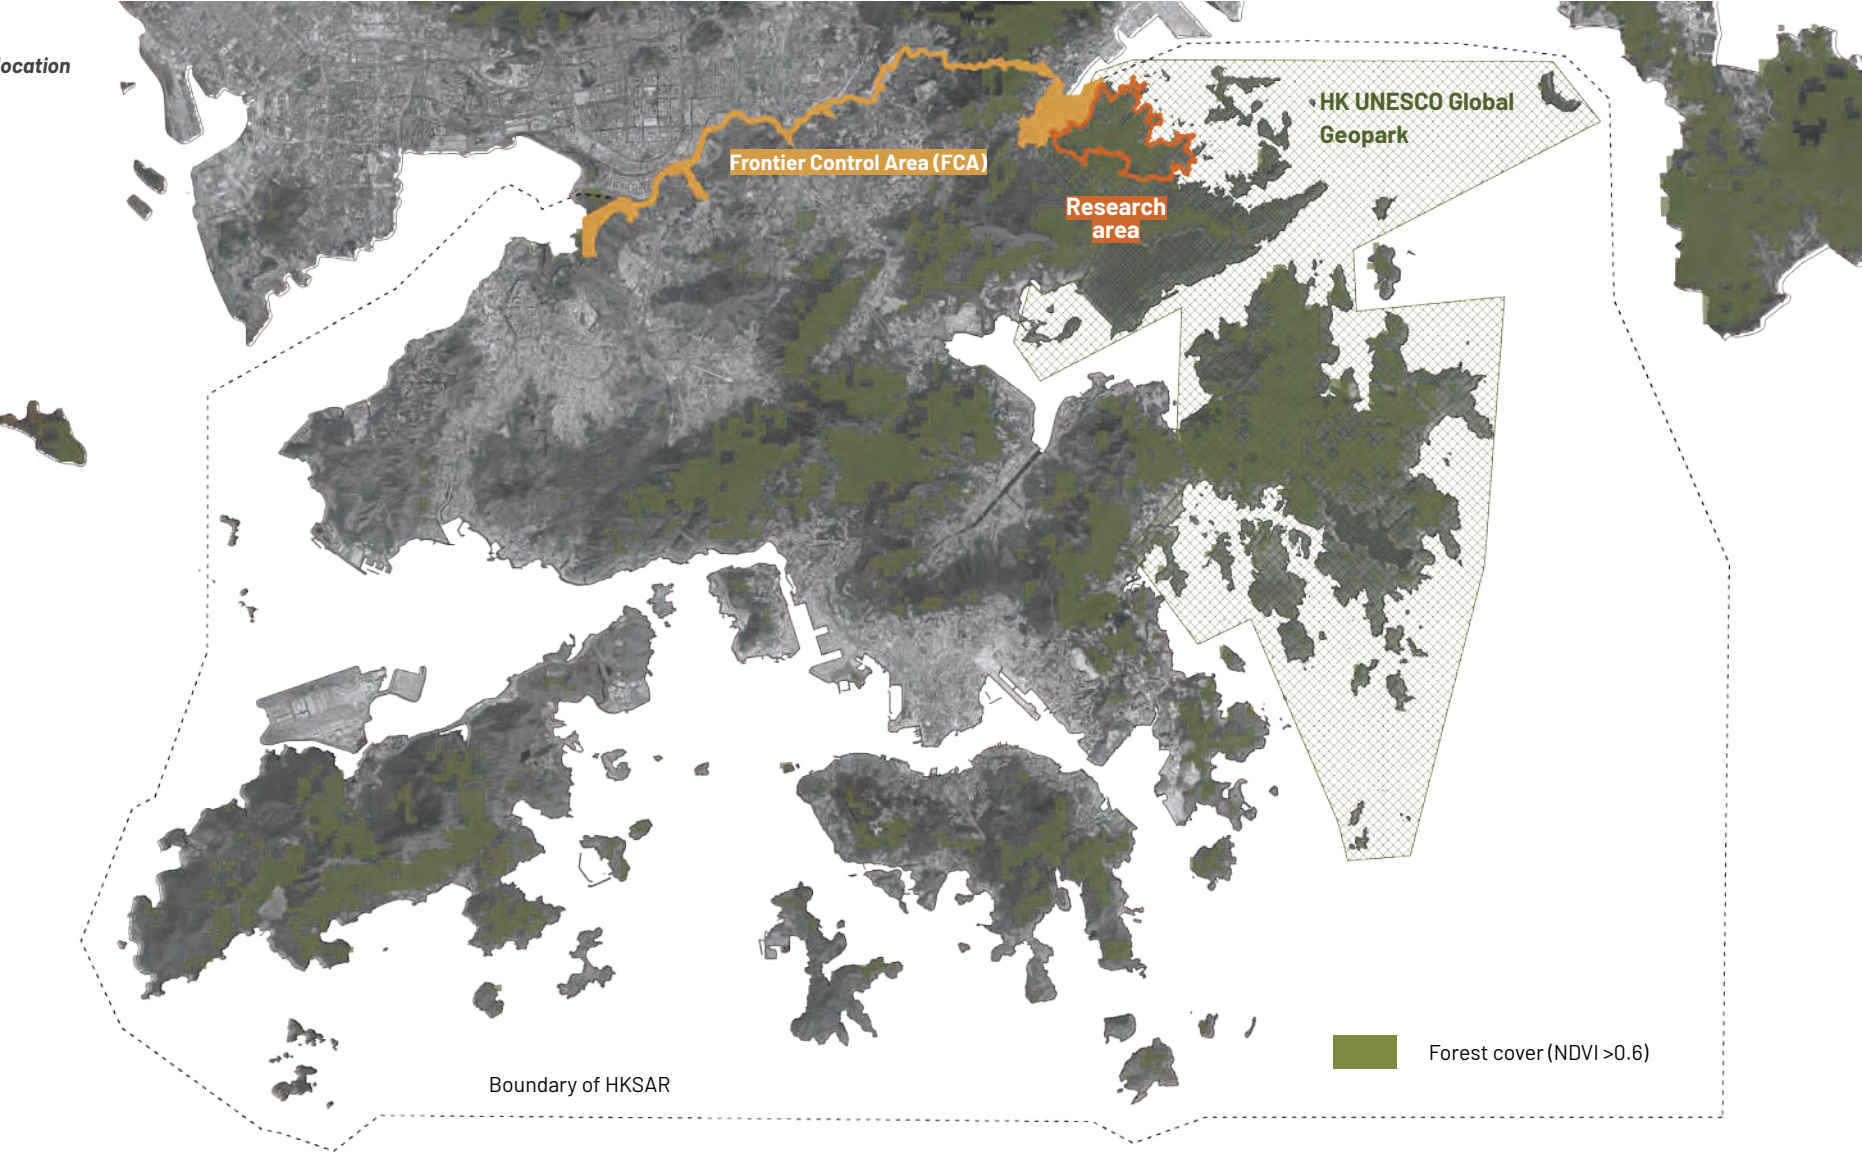 ocation
HK UNESCO Global
Geopark
Frontier Control Area (FCA)
Research
area
Forest cover (NDVI >0.6)
Boundary of HKSAR